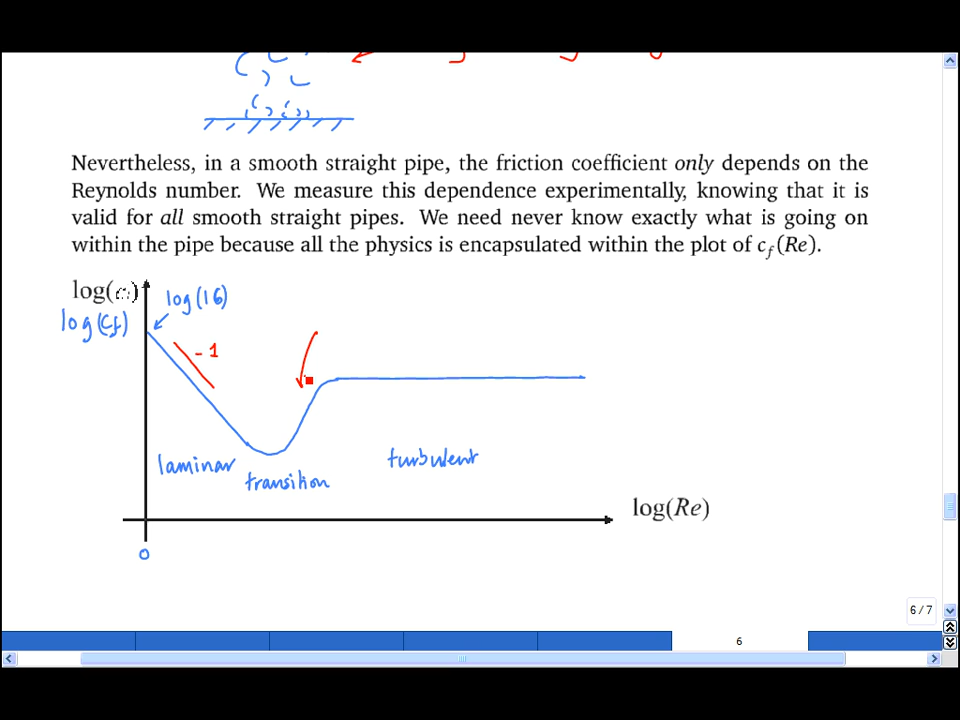 Nevertheless, in a smooth straight pipe, the friction coefficient only depends on the
Reynolds number. We measure this dependence experimentally, knowing that it is
valid for all smooth straight pipes. We need never know exactly what is going on
within the pipe because all the physics is encapsulated within the plot of cf(Re).
log(
log(16)
log(cf)
- 1
laminar
transition
turbulent
log(Re)
0
6 / 7
6